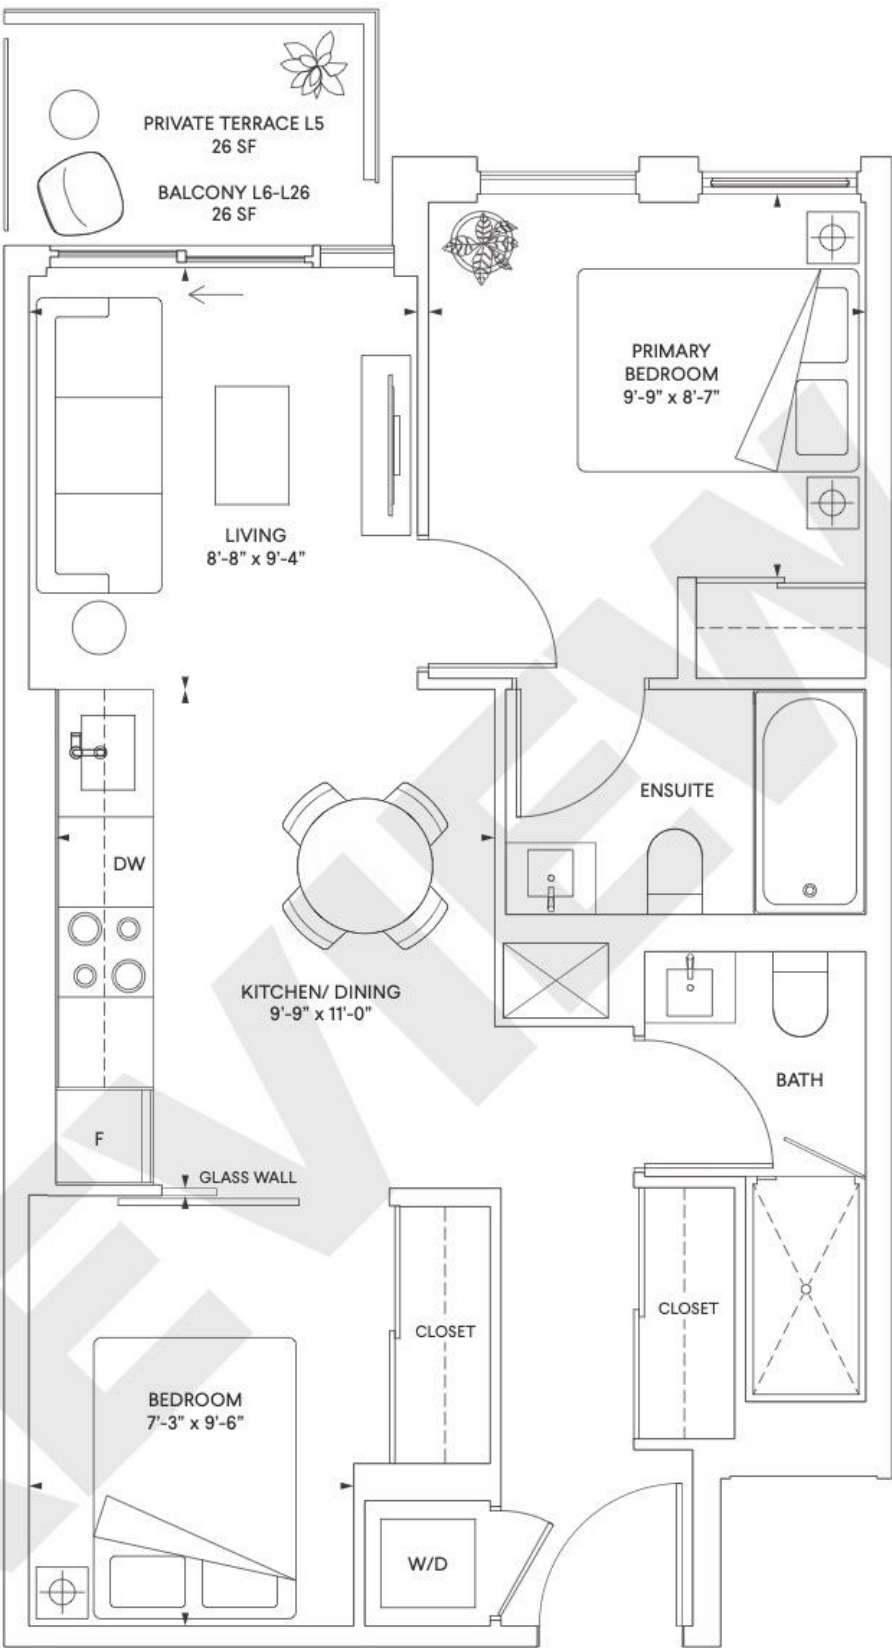 PRIVATE TERRACE L5
26 SF
BALCONY L6-L26
26 SF
PRIMARY
BEDROOM
9'-9" x 8'-7"
LIVING
8'-8" x 9'-4"
ENSUITE
DW
KITCHEN/ DINING
9'-9" x 11'-0"
BATH
F
GLASS WALL
CLOSET
CLOSET
BEDROOM
7'-3" x 9'-6"
W/D